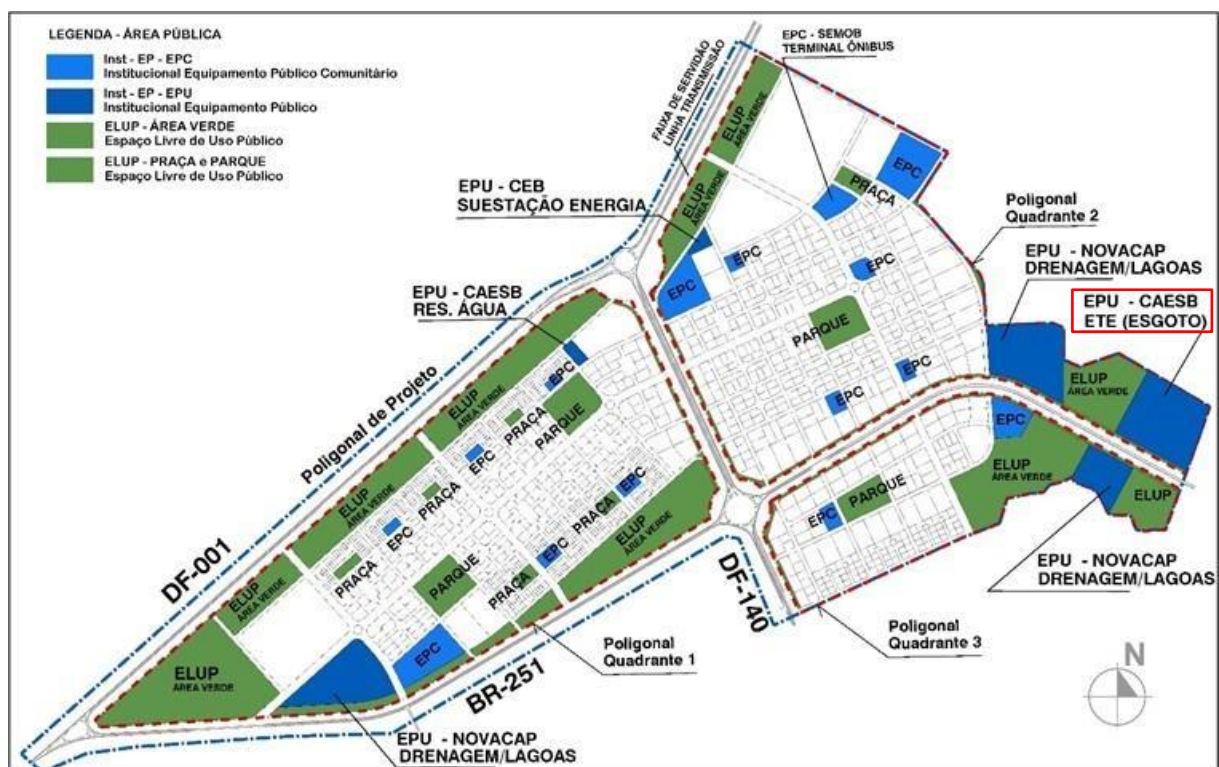 LEGENDA - ÁREA PÚBLICA
Inst - EP - EPC
Institucional Equipamento Público Comunitário
Inst - EP - EPU
Institucional Equipamento Público
ELUP - ÁREA VERDE
Espaço Livre de Uso Público
ELUP - PRAÇA e PARQUE
Espaço Livre de Uso Público
FAIXA DE SERVIDÃO
LINHA TRANSMISSÃO
EPC - SEMOB
TERMINAL ÔNIBUS
ELUP
ÁREA VERDE
EPC
PRAÇA
ELUP
ÁREA VERDE
EPU - CEB
SUESTAÇÃO ENERGIA
Poligonal
Quadrante 2
EPU - NOVACAP
DRENAGEM/LAGOAS
EPU - CAESB
ETE (ESGOTO)
EPC
EPC
EPC
EPU - CAESB
RES. ÁGUA
PARQUE
EPC
EPC
ELUP
ÁREA VERDE
EPC
ELUP
ÁREA VERDE
ELUP
PARQUE
EPC
EPU - NOVACAP
DRENAGEM/LAGOAS
Poligonal
Quadrante 3
Poligonal de Projeto
ELUP
ÁREA VERDE
EPC
PARQUE
PRAÇA
EPC
PRAÇA
ELUP
ÁREA VERDE
EPC
PRAÇA
EPC
PRAÇA
ELUP
ÁREA VERDE
EPC
PRAÇA
PARQUE
ELUP
ÁREA VERDE
ELUP
ÁREA VERDE
EPC
DF-001
DF-140
BR-251
Poligonal
Quadrante 1
EPU - NOVACAP
DRENAGEM/LAGOAS
N